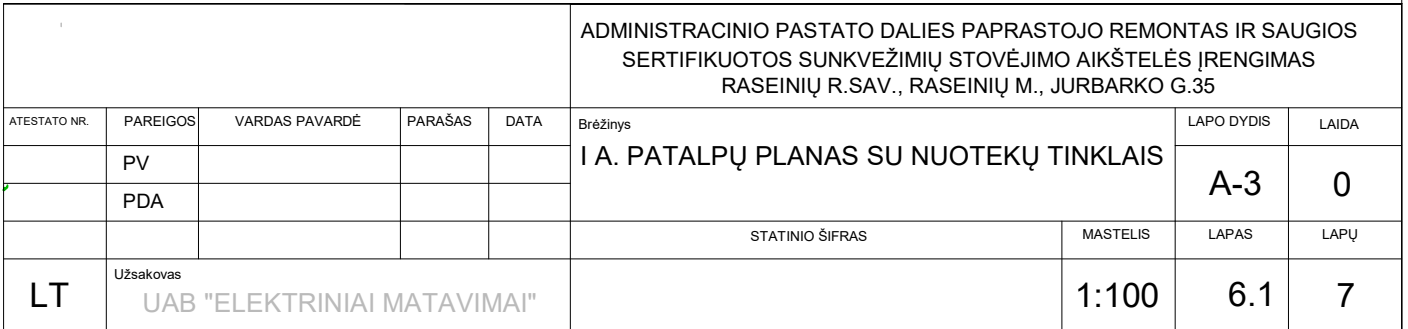 ADMINISTRACINIO PASTATO DALIES PAPRASTOJO REMONTAS IR SAUGIOS
SERTIFIKUOTOS SUNKVEŽIMIŲ STOVĖJIMO AIKŠTELĖS ĮRENGIMAS
RASEINIŲ R.SAV., RASEINIŲ M., JURBARKO G.35
ATESTATO NR. PAREIGOS VARDAS PAVARDĖ PARAŠAS DATA Brėžinys LAPO DYDIS LAIDA
PV I A. PATALPŲ PLANAS SU NUOTEKŲ TINKLAIS
PDA A-3 0
STATINIO ŠIFRAS MASTELIS LAPAS LAPŲ
LT Užsakovas
UAB "ELEKTRINIAI MATAVIMAI" 1:100 6.1 7